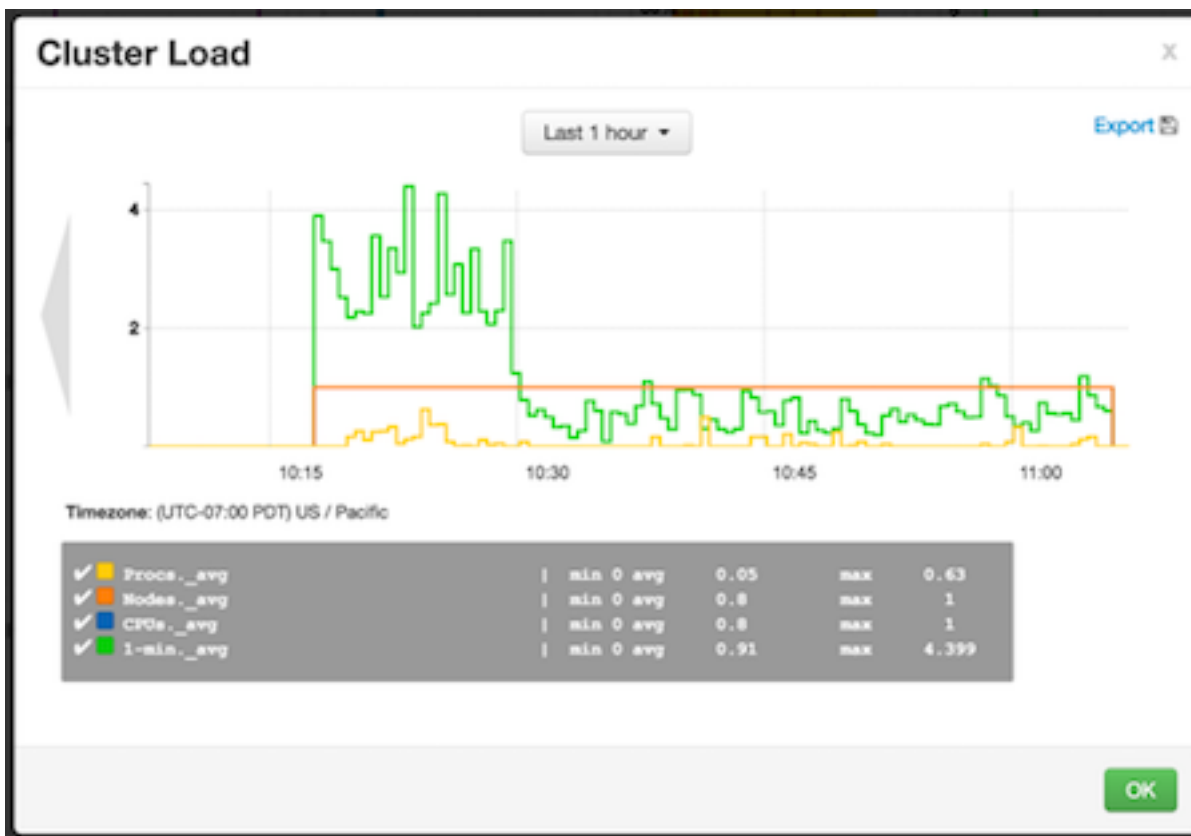 Cluster Load
x
Last 1 hour
Export
4
2
10:15 10:30 10:45 11:00
Timezone: (UTC-07:00 PDT) US / Pacific
Procs._avg | min 0 avg 0.05 max 0.63
Nodes._avg | min 0 avg 0.8 max 1
CPUs._avg | min 0 avg 0.8 max 1
1-min._avg | min 0 avg 0.91 max 4.399
OK